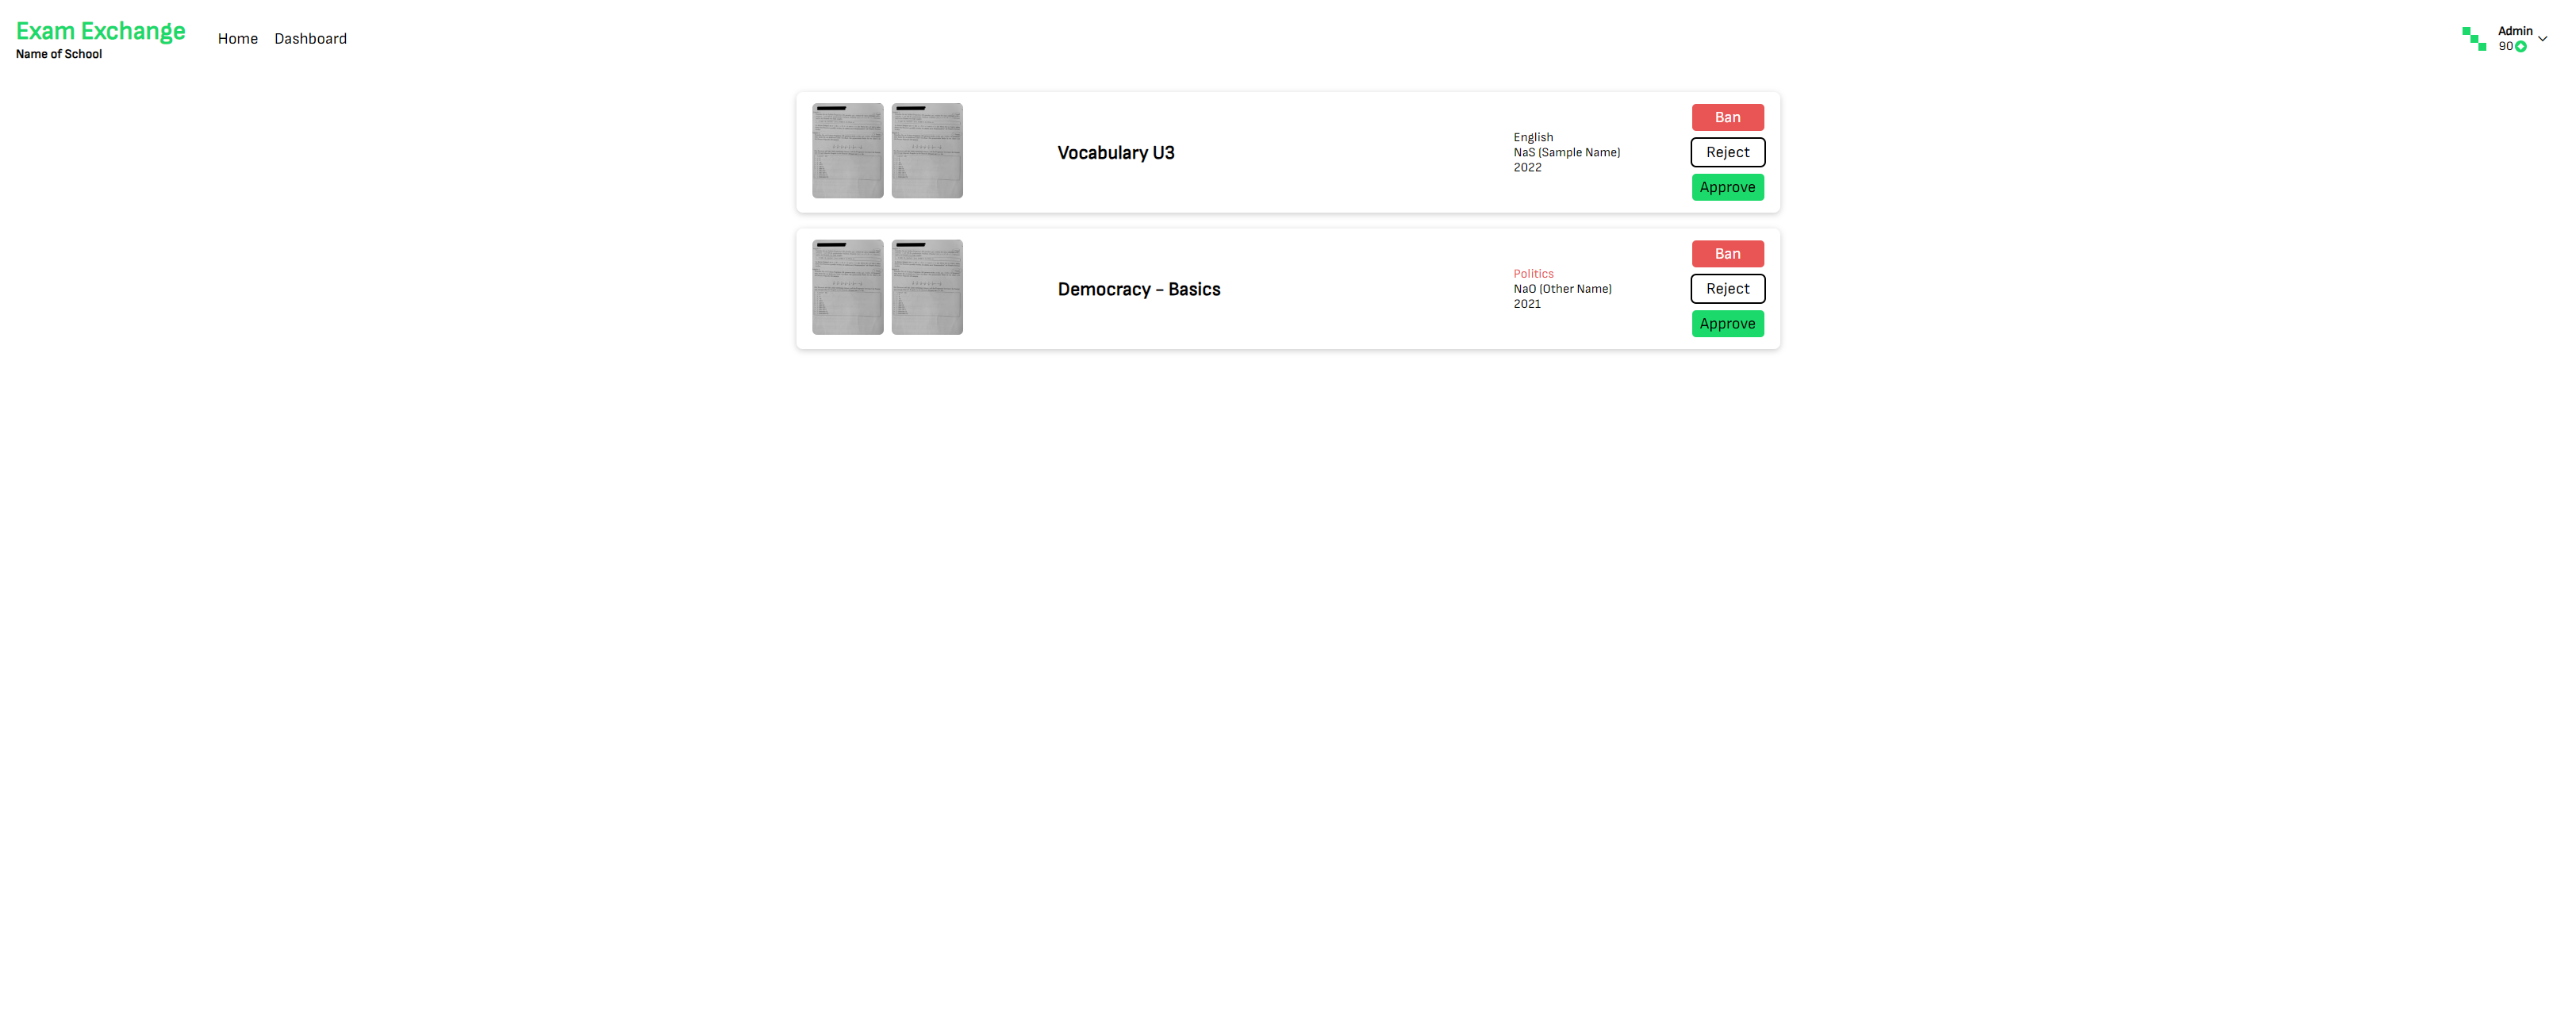 Exam Exchange
Name of School
Home
Dashboard
Admin
90
Vocabulary U3
English
NaS (Sample Name)
2022
Ban
Reject
Approve
Democracy - Basics
Politics
NaO (Other Name)
2021
Ban
Reject
Approve